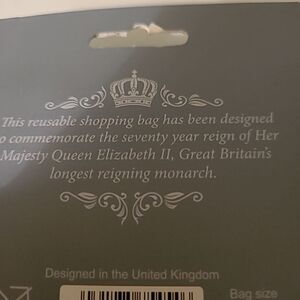 This reusable shopping bag has been designed
o commemorate the seventy year reign of Her
Majesty Queen Elizabeth II, Great Britain's
longest reigning monarch.
Designed in the United Kingdom
Bag size